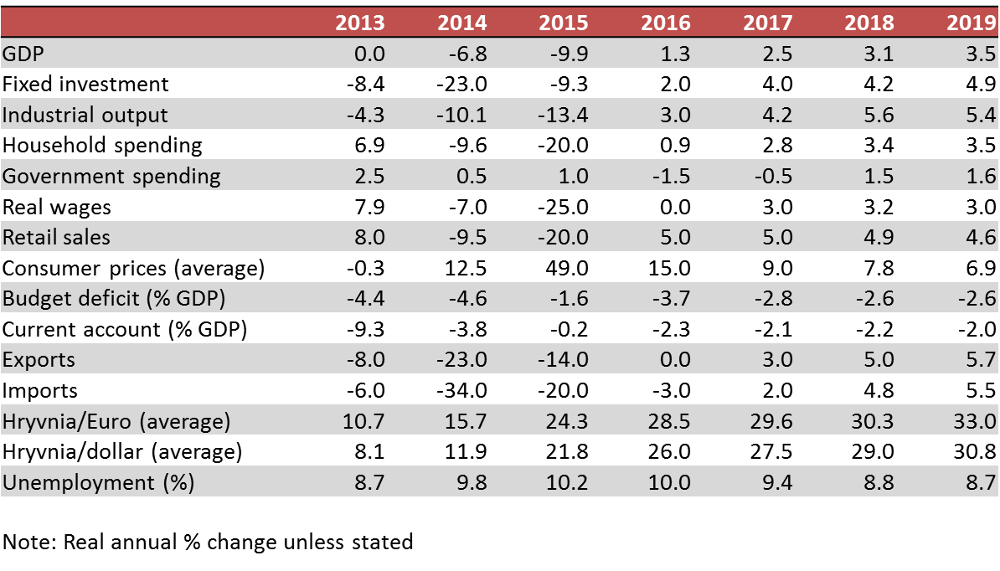 2013 2014 2015 2016 2017 2018 2019
GDP 0.0 -6.8 -9.9 1.3 2.5 3.1 3.5
Fixed investment -8.4 -23.0 -9.3 2.0 4.0 4.2 4.9
Industrial output -4.3 -10.1 -13.4 3.0 4.2 5.6 5.4
Household spending 6.9 -9.6 -20.0 0.9 2.8 3.4 3.5
Government spending 2.5 0.5 1.0 -1.5 -0.5 1.5 1.6
Real wages 7.9 -7.0 -25.0 0.0 3.0 3.2 3.0
Retail sales 8.0 -9.5 -20.0 5.0 5.0 4.9 4.6
Consumer prices (average) -0.3 12.5 49.0 15.0 9.0 7.8 6.9
Budget deficit (% GDP) -4.4 -4.6 -1.6 -3.7 -2.8 -2.6 -2.6
Current account (% GDP) -9.3 -3.8 -0.2 -2.3 -2.1 -2.2 -2.0
Exports -8.0 -23.0 -14.0 0.0 3.0 5.0 5.7
Imports -6.0 -34.0 -20.0 -3.0 2.0 4.8 5.5
Hryvnia/Euro (average) 10.7 15.7 24.3 28.5 29.6 30.3 33.0
Hryvnia/dollar (average) 8.1 11.9 21.8 26.0 27.5 29.0 30.8
Unemployment (%) 8.7 9.8 10.2 10.0 9.4 8.8 8.7
Note: Real annual % change unless stated